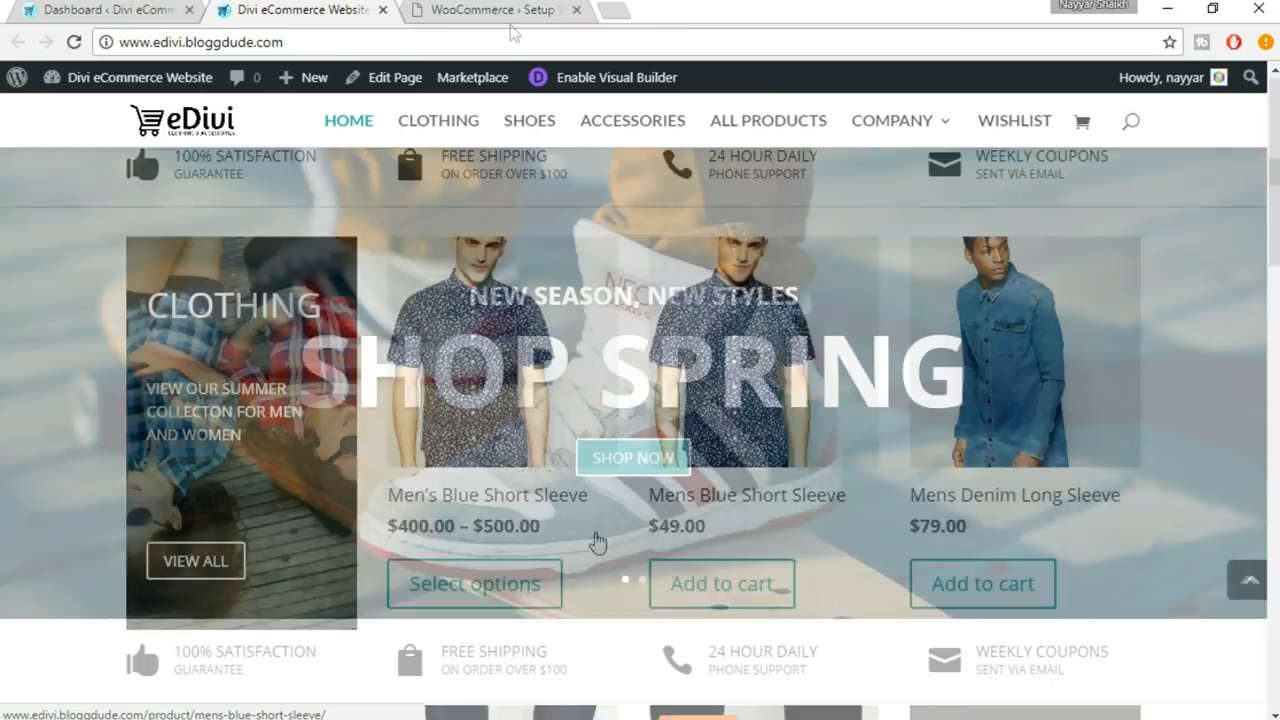 Dashboard ‹ Divi eComm
Divi eCommerce Website
WooCommerce › Setup
Nayyar Shaikh
www.edivi.bloggdude.com
Divi eCommerce Website
0
New
Edit Page
Marketplace
D
Enable Visual Builder
Howdy, nayyar
eDivi
CLOTHING & ACCESSORIES
HOME
CLOTHING
SHOES
ACCESSORIES
ALL PRODUCTS
COMPANY
WISHLIST
100% SATISFACTION
GUARANTEE
FREE SHIPPING
ON ORDER OVER $100
24 HOUR DAILY
PHONE SUPPORT
WEEKLY COUPONS
SENT VIA EMAIL
NEW SEASON, NEW STYLES
SHOP SPRING
SHOP NOW
CLOTHING
VIEW OUR SUMMER
COLLECTON FOR MEN
AND WOMEN
VIEW ALL
Men's Blue Short Sleeve
$400.00 – $500.00
Select options
Mens Blue Short Sleeve
$49.00
Add to cart
Mens Denim Long Sleeve
$79.00
Add to cart
100% SATISFACTION
GUARANTEE
FREE SHIPPING
ON ORDER OVER $100
24 HOUR DAILY
PHONE SUPPORT
WEEKLY COUPONS
SENT VIA EMAIL
www.edivi.bloggdude.com/product/mens-blue-short-sleeve/